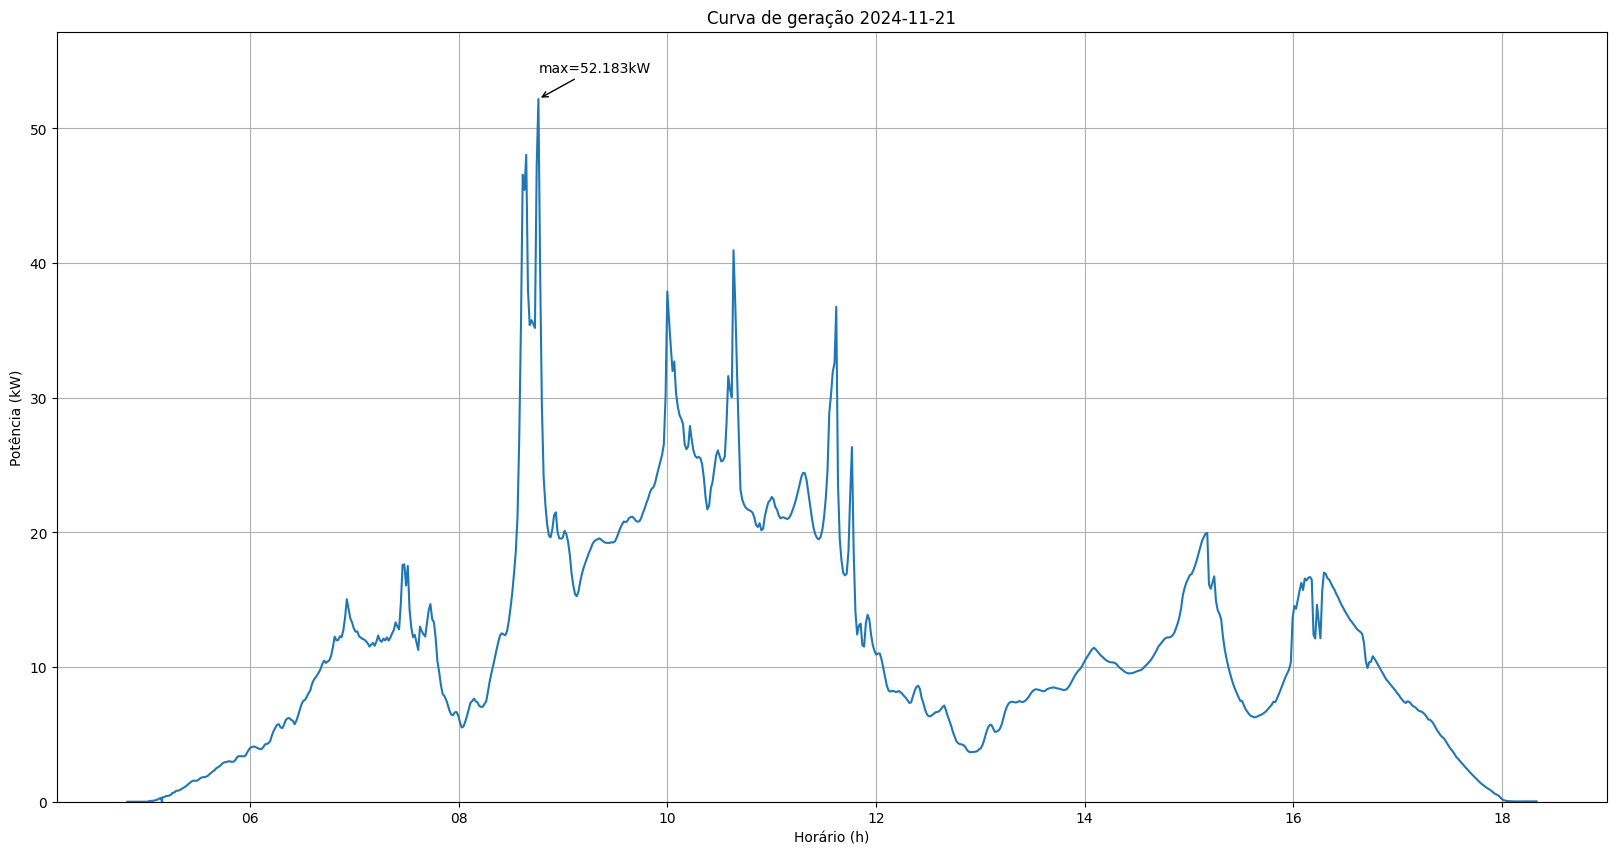 Curva de geração 2024-11-21
max=52.183kW
Potência (kW)
50
40
30
20
10
0
06 08 10 12 14 16 18
Horário (h)